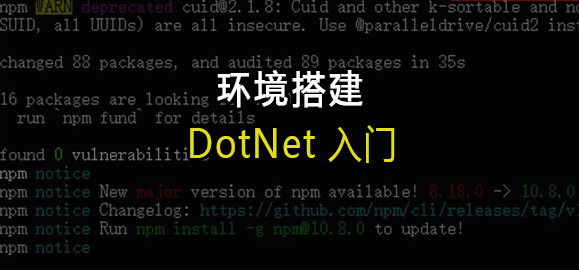 npm WARN deprecated cuid@2.1.8: Cuid and other k-sortable and no
SUID, all UUIDs) are all insecure. Use @paralleldrive/cuid2 inst
changed 88 packages, and audited 89 packages in 35s
环境搭建
16 packages are looking
run `npm fund` for details
DotNet 入门
found 0 vulnerabiliti
npm notice
npm notice New major version of npm available! 8.18.0 -> 10.8.0
npm notice Changelog: https://github.com/npm/cli/releases/tag/v
npm notice Run npm install -g npm@10.8.0 to update!
npm notice